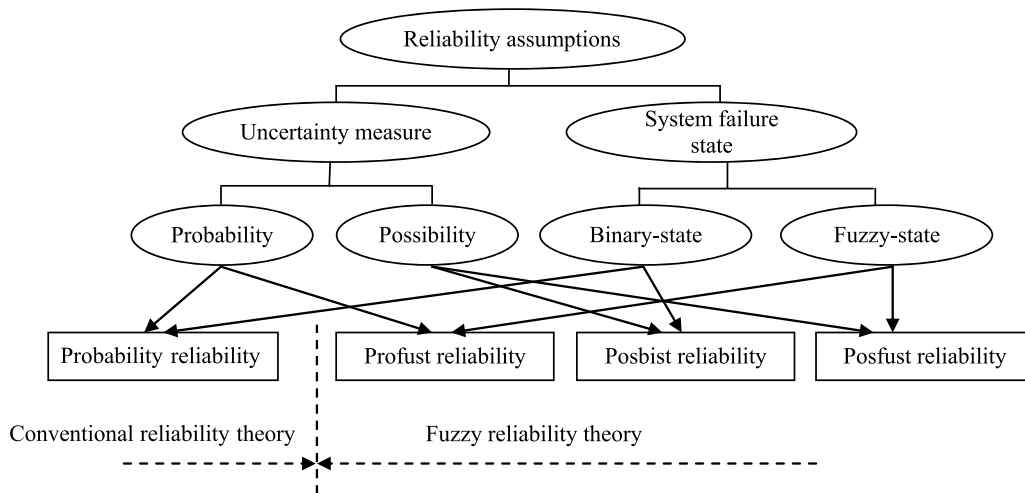 Reliability assumptions
Uncertainty measure
System failure
state
Probability
Possibility
Binary-state
Fuzzy-state
Probability reliability
Profust reliability
Posbist reliability
Posfust reliability
Conventional reliability theory
Fuzzy reliability theory